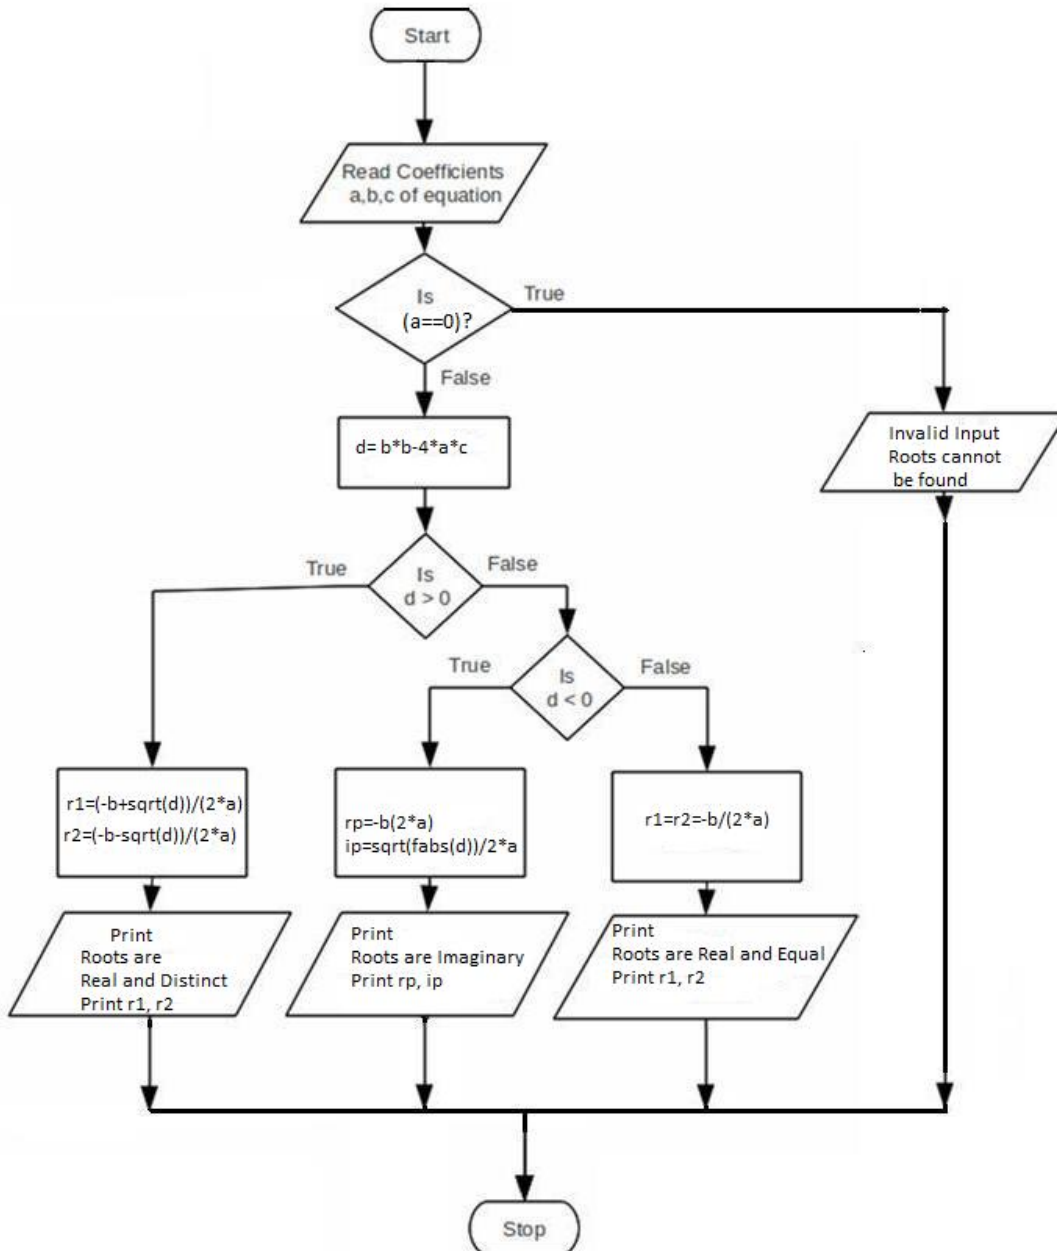 Start
Read Coefficients
a,b,c of equation
Is
(a==0)?
True
False
d= b*b-4*a*c
Invalid Input
Roots cannot
be found
Is
d > 0
True
False
Is
d < 0
True
False
r1=(-b+sqrt(d))/(2*a)
r2=(-b-sqrt(d))/(2*a)
rp=-b(2*a)
ip=sqrt(fabs(d))/2*a
r1=r2=-b/(2*a)
Print
Roots are
Real and Distinct
Print r1, r2
Print
Roots are Imaginary
Print rp, ip
Print
Roots are Real and Equal
Print r1, r2
Stop